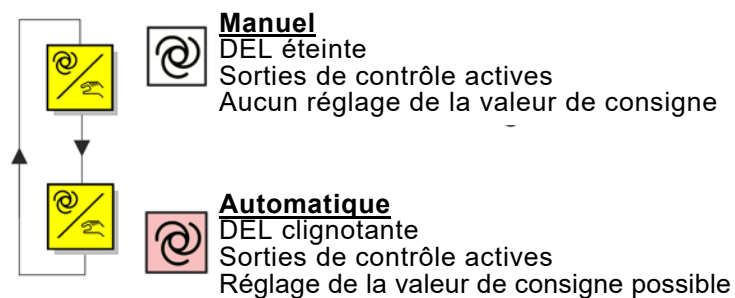 Manuel
DEL éteinte
Sorties de contrôle actives
Aucun réglage de la valeur de consigne
Automatique
DEL clignotante
Sorties de contrôle actives
Réglage de la valeur de consigne possible